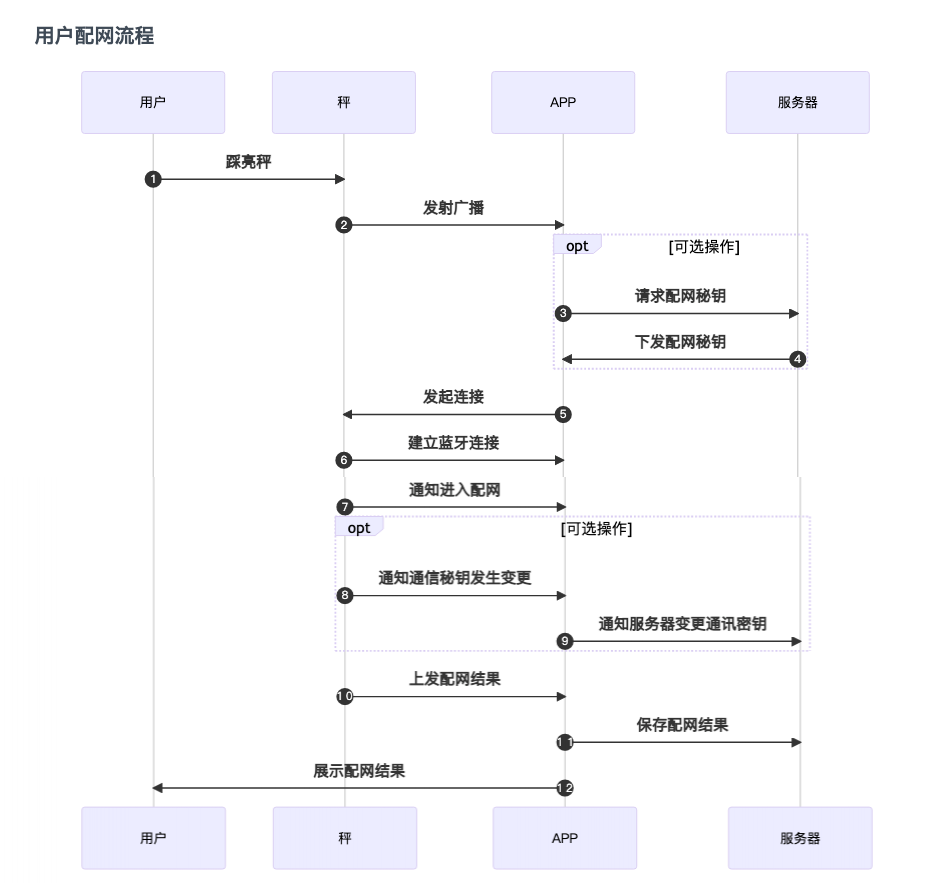 用户配网流程
用户
秤
APP
服务器
踩亮秤
1
发射广播
2
opt
[可选操作]
请求配网秘钥
3
下发配网秘钥
4
发起连接
5
建立蓝牙连接
6
通知进入配网
7
opt
[可选操作]
通知通信秘钥发生变更
8
通知服务器变更通讯密钥
9
上发配网结果
10
保存配网结果
11
展示配网结果
12
用户
秤
APP
服务器